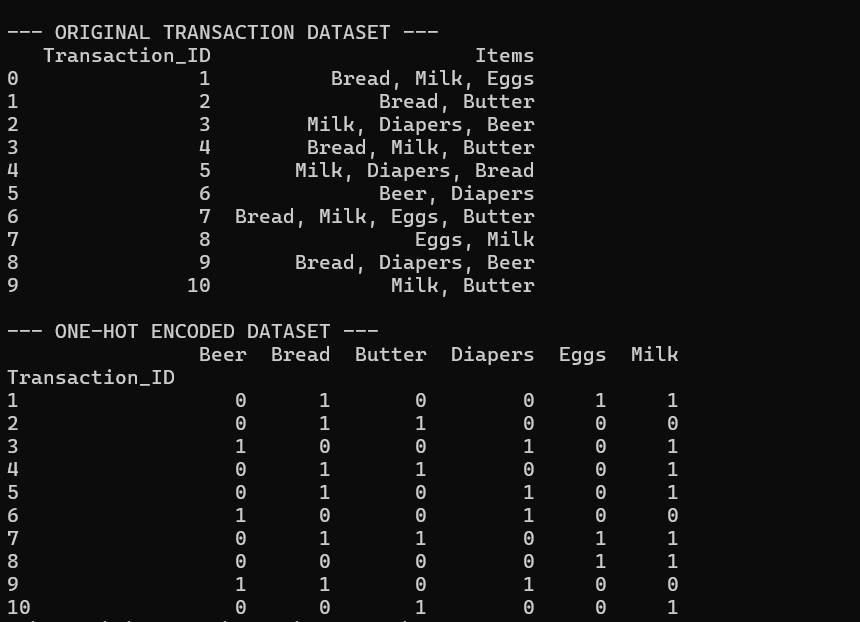 --- ORIGINAL TRANSACTION DATASET ---
   Transaction_ID                      Items
0               1          Bread, Milk, Eggs
1               2              Bread, Butter
2               3        Milk, Diapers, Beer
3               4        Bread, Milk, Butter
4               5       Milk, Diapers, Bread
5               6              Beer, Diapers
6               7  Bread, Milk, Eggs, Butter
7               8                 Eggs, Milk
8               9       Bread, Diapers, Beer
9              10               Milk, Butter

--- ONE-HOT ENCODED DATASET ---
                Beer  Bread  Butter  Diapers  Eggs  Milk
Transaction_ID
1                  0      1       0        0     1     1
2                  0      1       1        0     0     0
3                  1      0       0        1     0     1
4                  0      1       1        0     0     1
5                  0      1       0        1     0     1
6                  1      0       0        1     0     0
7                  0      1       1        0     1     1
8                  0      0       0        0     1     1
9                  1      1       0        1     0     0
10                 0      0       1        0     0     1